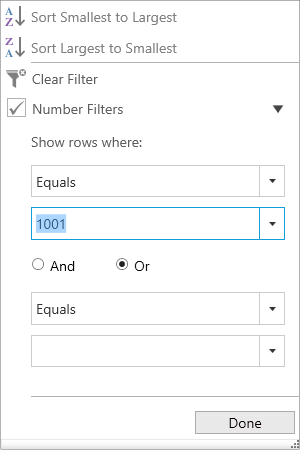 Sort Smallest to Largest
Sort Largest to Smallest
Clear Filter
Number Filters
Show rows where:
Equals
1001
And Or
Equals
Done